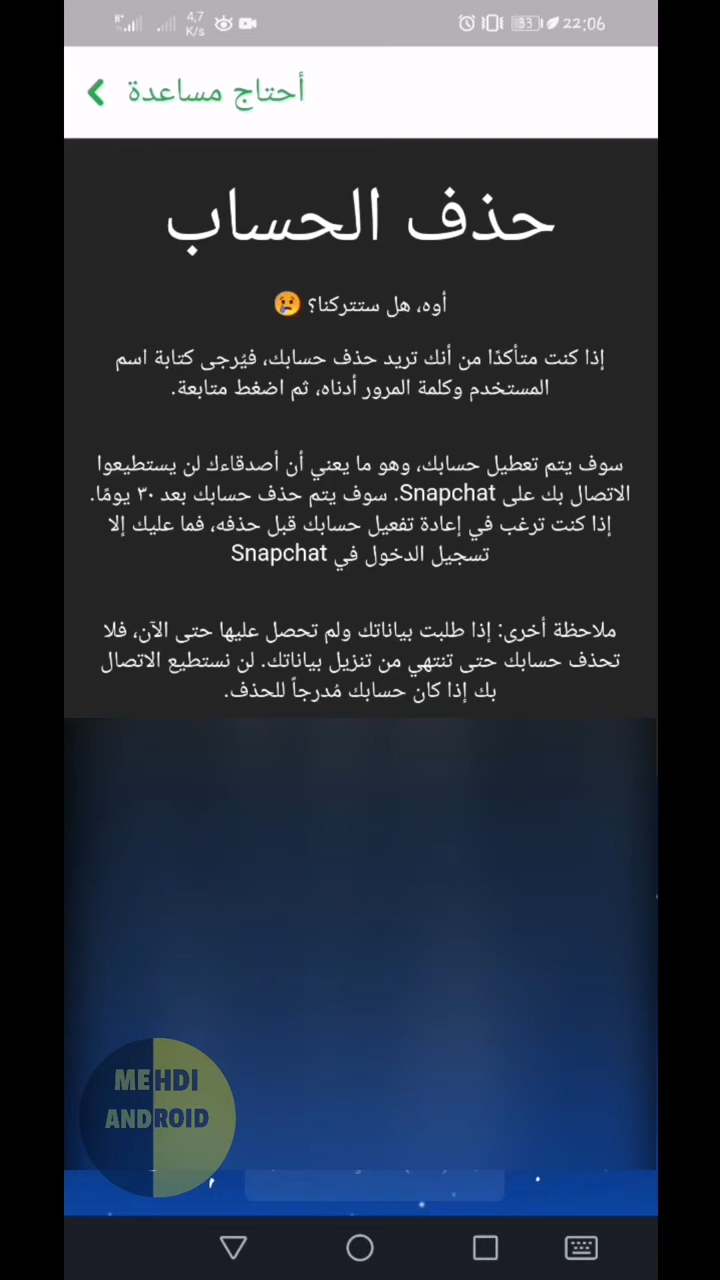 4,7
K/s
33
22:06
أحتاج مساعدة
حذف الحساب
أوه، هل ستتركنا؟ 😢
إذا كنت متأكدًا من أنك تريد حذف حسابك، فيُرجى كتابة اسم
المستخدم وكلمة المرور أدناه، ثم اضغط متابعة.
سوف يتم تعطيل حسابك، وهو ما يعني أن أصدقاءك لن يستطيعوا
الاتصال بك على Snapchat. سوف يتم حذف حسابك بعد ٣٠ يومًا.
إذا كنت ترغب في إعادة تفعيل حسابك قبل حذفه، فما عليك إلا
تسجيل الدخول في Snapchat
ملاحظة أخرى: إذا طلبت بياناتك ولم تحصل عليها حتى الآن، فلا
تحذف حسابك حتى تنتهي من تنزيل بياناتك. لن نستطيع الاتصال
بك إذا كان حسابك مُدرجاً للحذف.
MEHDI
ANDROID